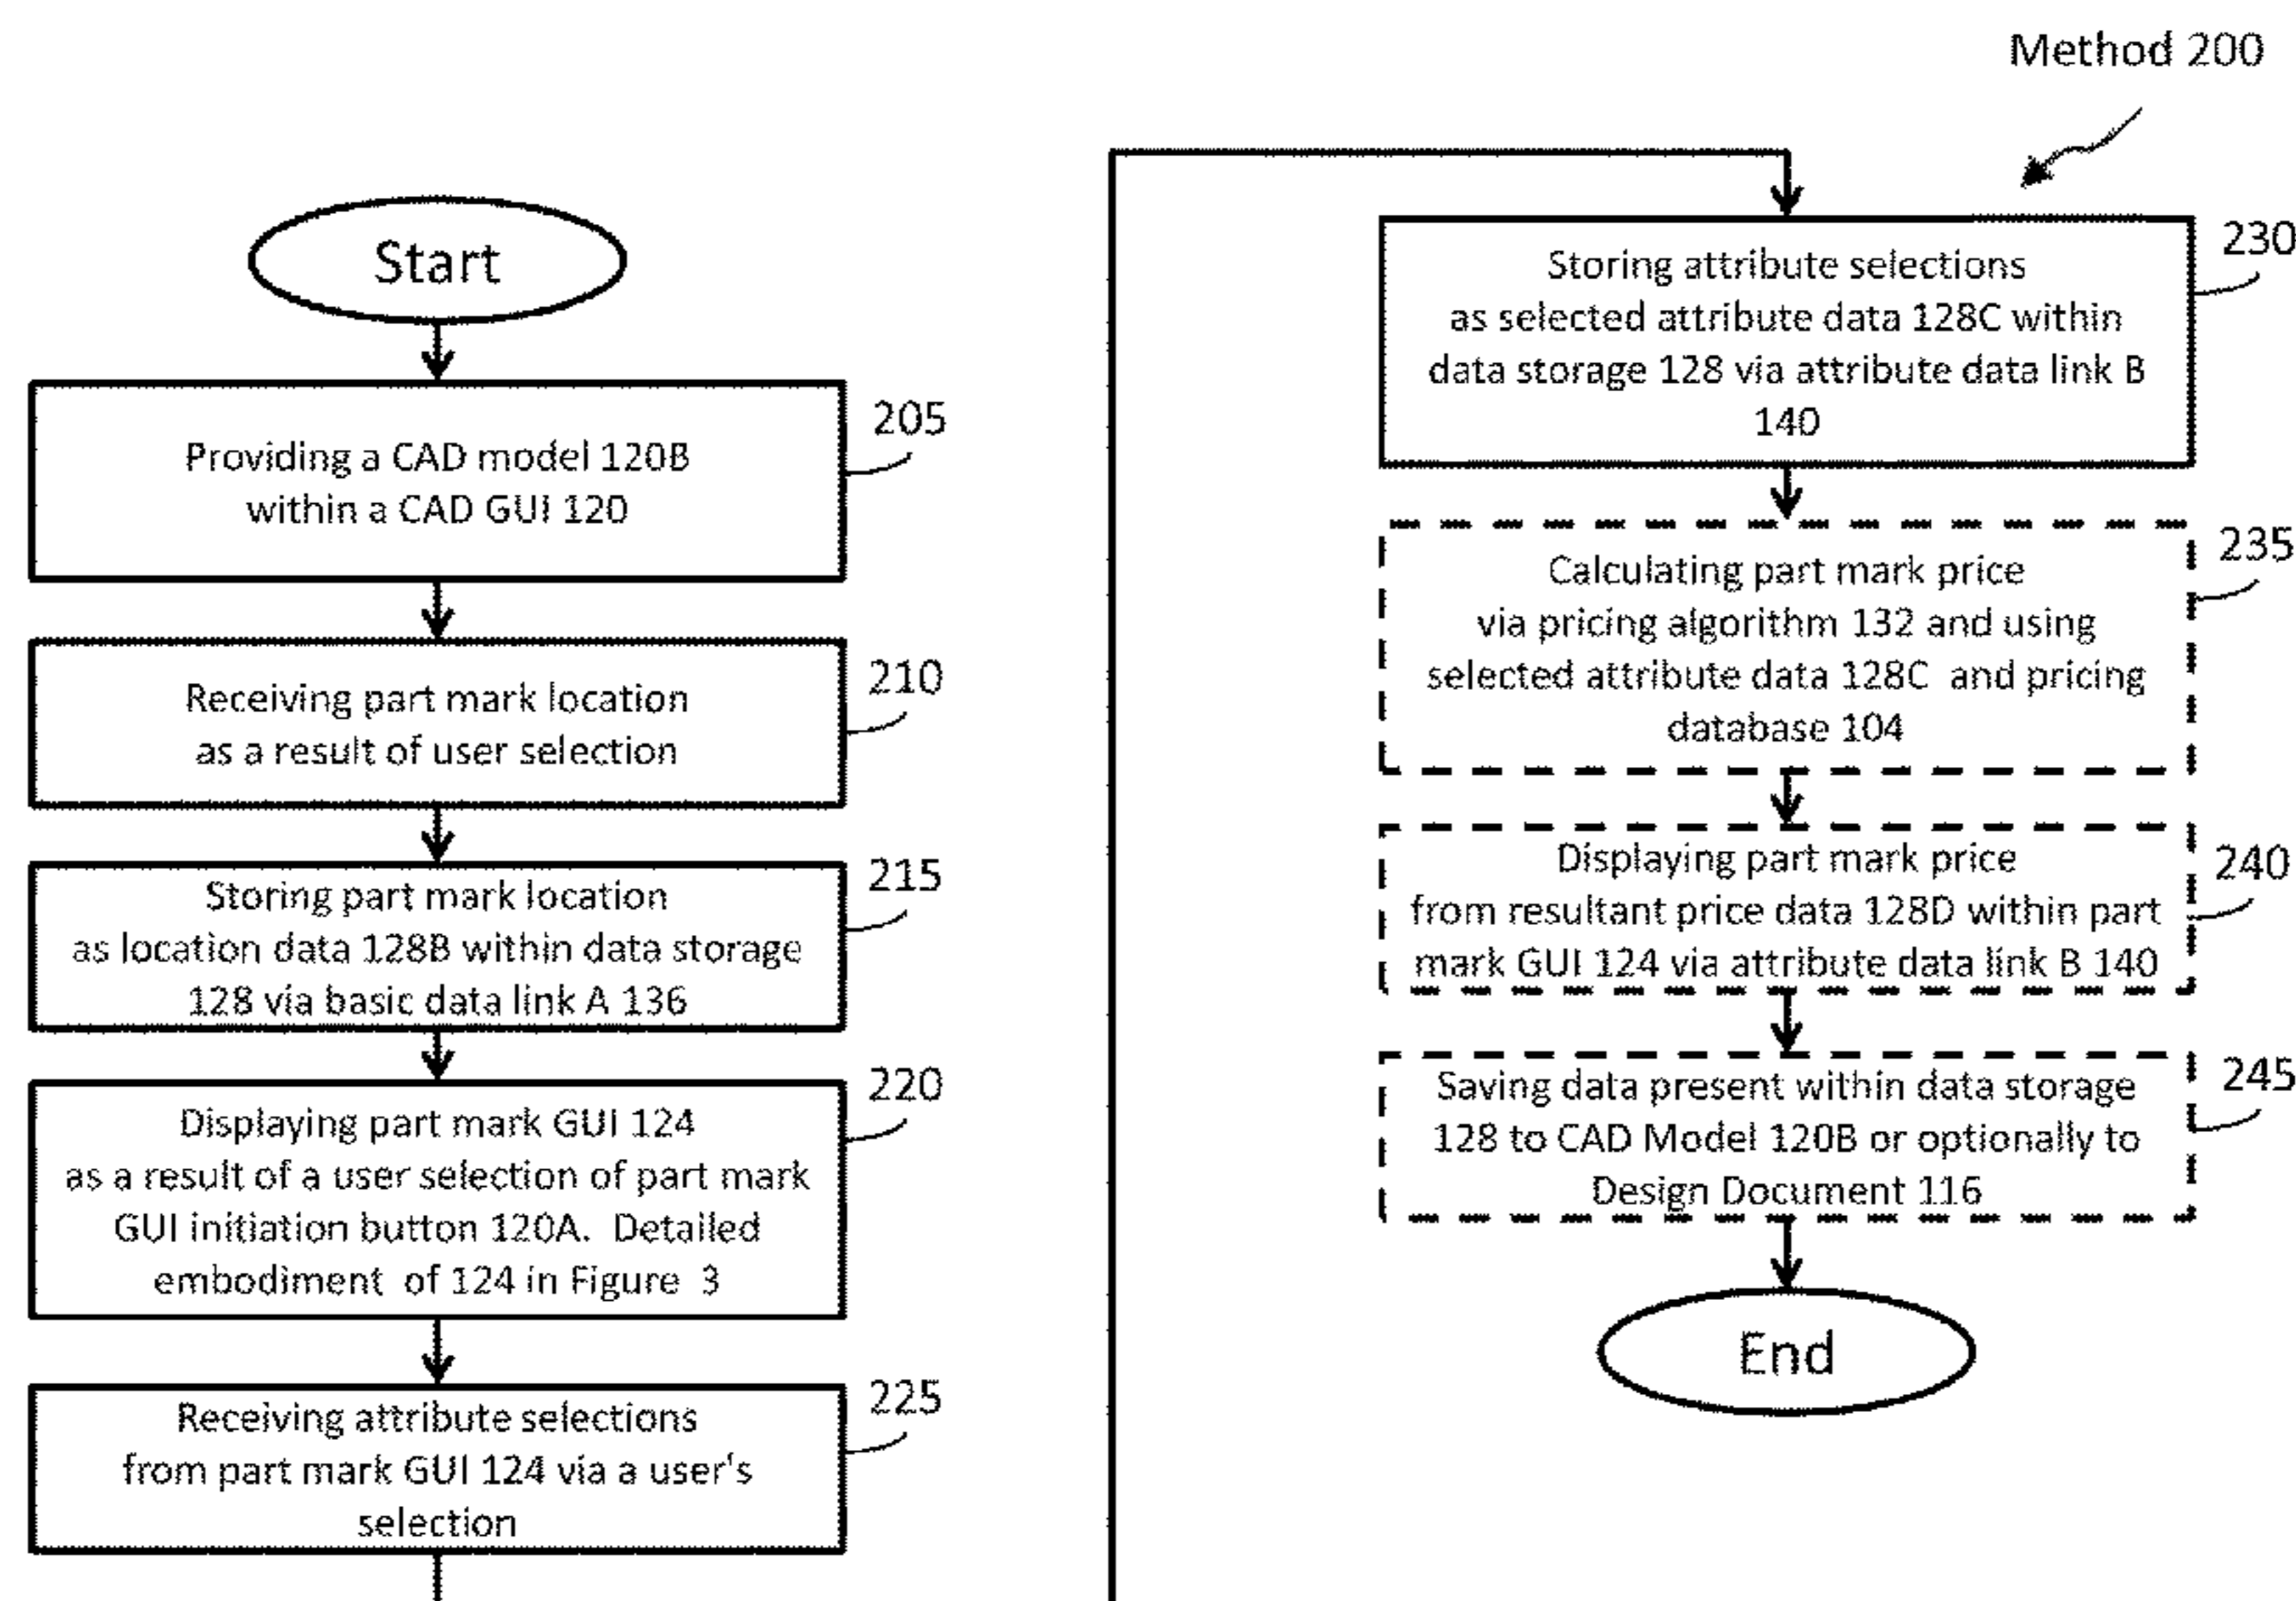 Method 200
Start
Providing a CAD model 120B
within a CAD GUI 120
205
Receiving part mark location
as a result of user selection
210
Storing part mark location
as location data 128B within data storage
128 via basic data link A 136
215
Displaying part mark GUI 124
as a result of a user selection of part mark
GUI initiation button 120A.  Detailed
embodiment  of 124 in Figure  3
220
Receiving attribute selections
from part mark GUI 124 via a user's
selection
225
Storing attribute selections
as selected attribute data 128C within
data storage 128 via attribute data link B
140
230
Calculating part mark price
via pricing algorithm 132 and using
selected attribute data 128C  and pricing
database 104
235
Displaying part mark price
from resultant price data 128D within part
mark GUI 124 via attribute data link B 140
240
Saving data present within data storage
128 to CAD Model 120B or optionally to
Design Document 116
245
End